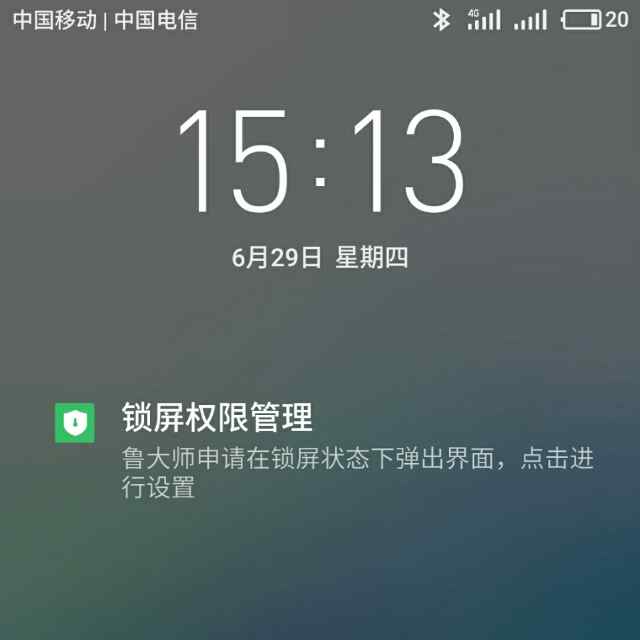 中国移动 | 中国电信 4G 20
15:13
6月29日 星期四
锁屏权限管理
鲁大师申请在锁屏状态下弹出界面，点击进
行设置